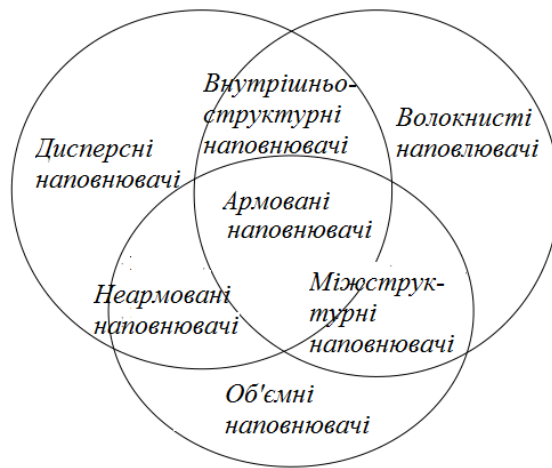 Внутрішньо-
структурні
наповнювачі
Волокнисті
наповлювачі
Дисперсні
наповнювачі
Армовані
наповнювачі
Неармовані
наповнювачі
Міжструк-
турні
наповнювачі
Об'ємні
наповнювачі